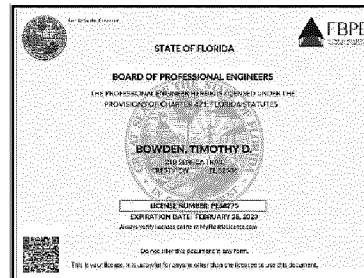 FBPE
STATE OF FLORIDA
BOARD OF PROFESSIONAL ENGINEERS
THE PROFESSIONAL ENGINEER HEREIN IS LICENSED UNDER THE
PROVISIONS OF CHAPTER 471, FLORIDA STATUTES
BOWDEN, TIMOTHY D.
LICENSE NUMBER:
EXPIRATION DATE: FEBRUARY 28,
Always verify licenses online at MyFloridaLicense.com
Do not alter this document in any form.
This is your license. It is unlawful for anyone other than the licensee to use this document.